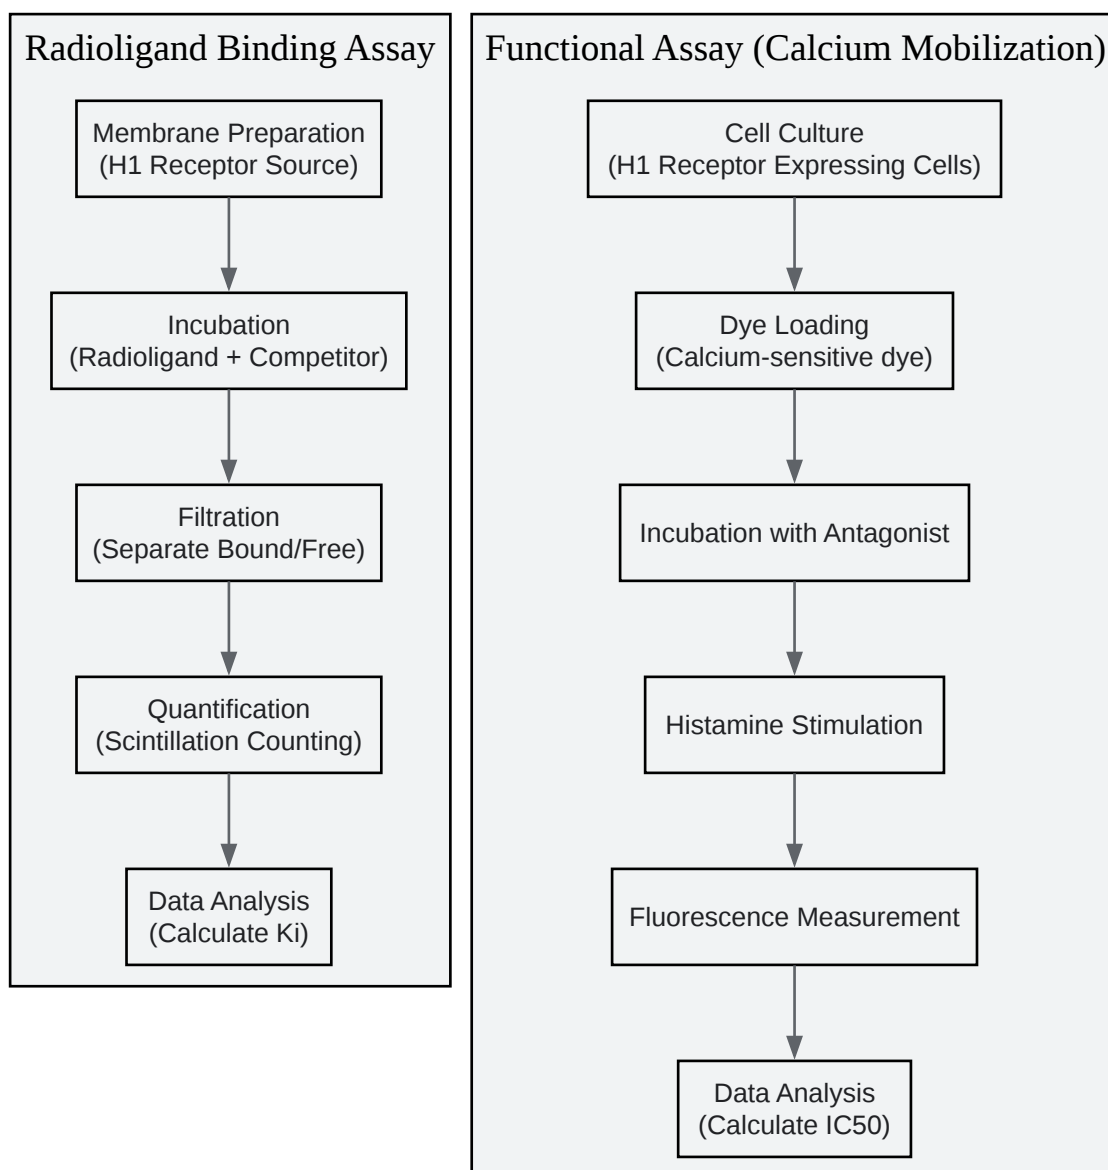 Radioligand Binding Assay
Membrane Preparation
(H1 Receptor Source)
Incubation
(Radioligand + Competitor)
Filtration
(Separate Bound/Free)
Quantification
(Scintillation Counting)
Data Analysis
(Calculate Ki)
Functional Assay (Calcium Mobilization)
Cell Culture
(H1 Receptor Expressing Cells)
Dye Loading
(Calcium-sensitive dye)
Incubation with Antagonist
Histamine Stimulation
Fluorescence Measurement
Data Analysis
(Calculate IC50)